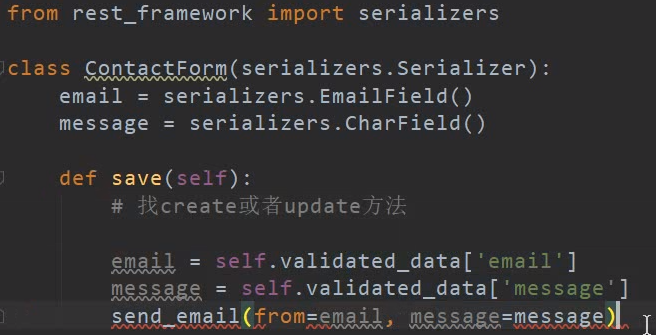 from rest_framework import serializers
class ContactForm(serializers.Serializer):
email = serializers.EmailField()
message = serializers.CharField()
def save(self):
# 找create或者update方法
email = self.validated_data['email']
message = self.validated_data['message']
send_email(from=email, message=message)